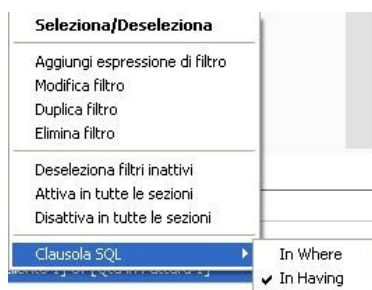 Seleziona/Deseleziona
Aggiungi espressione di filtro
Modifica filtro
Duplica filtro
Elimina filtro
Deseleziona filtri inattivi
Attiva in tutte le sezioni
Disattiva in tutte le sezioni
Clausola SQL
In Where
In Having